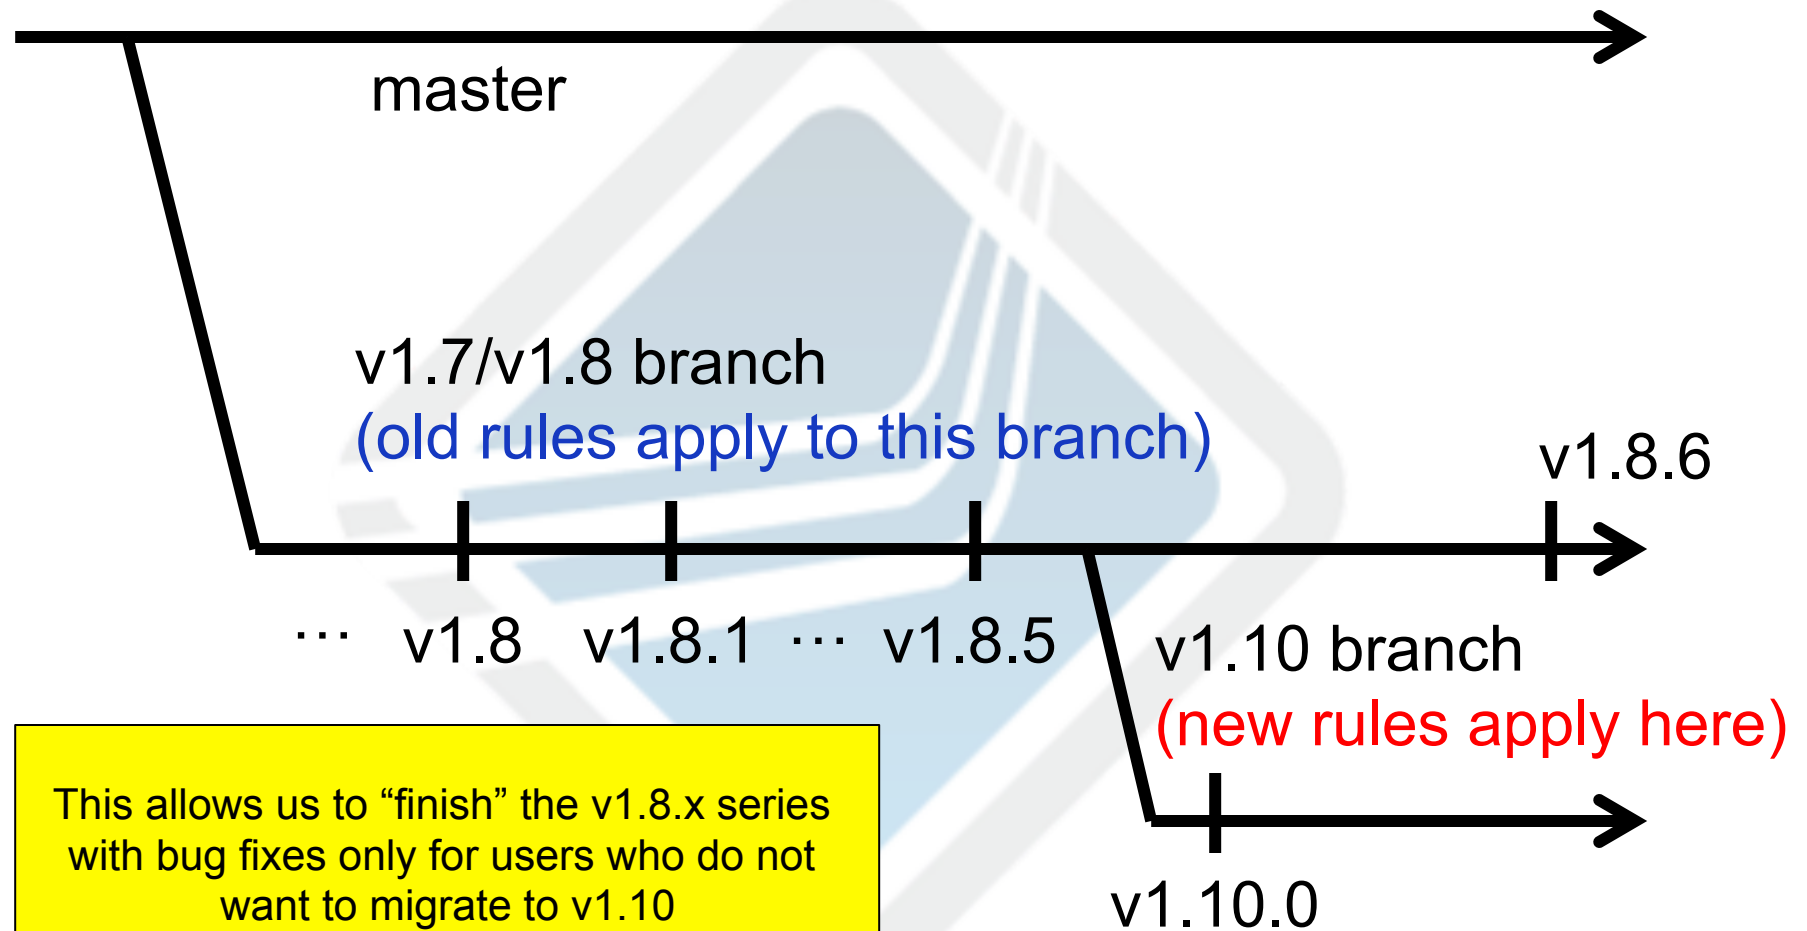 master
v1.7/v1.8 branch
(old rules apply to this branch)
v1.8.6
… v1.8 v1.8.1 … v1.8.5
v1.10 branch
(new rules apply here)
This allows us to “finish” the v1.8.x series
with bug fixes only for users who do not
want to migrate to v1.10
v1.10.0